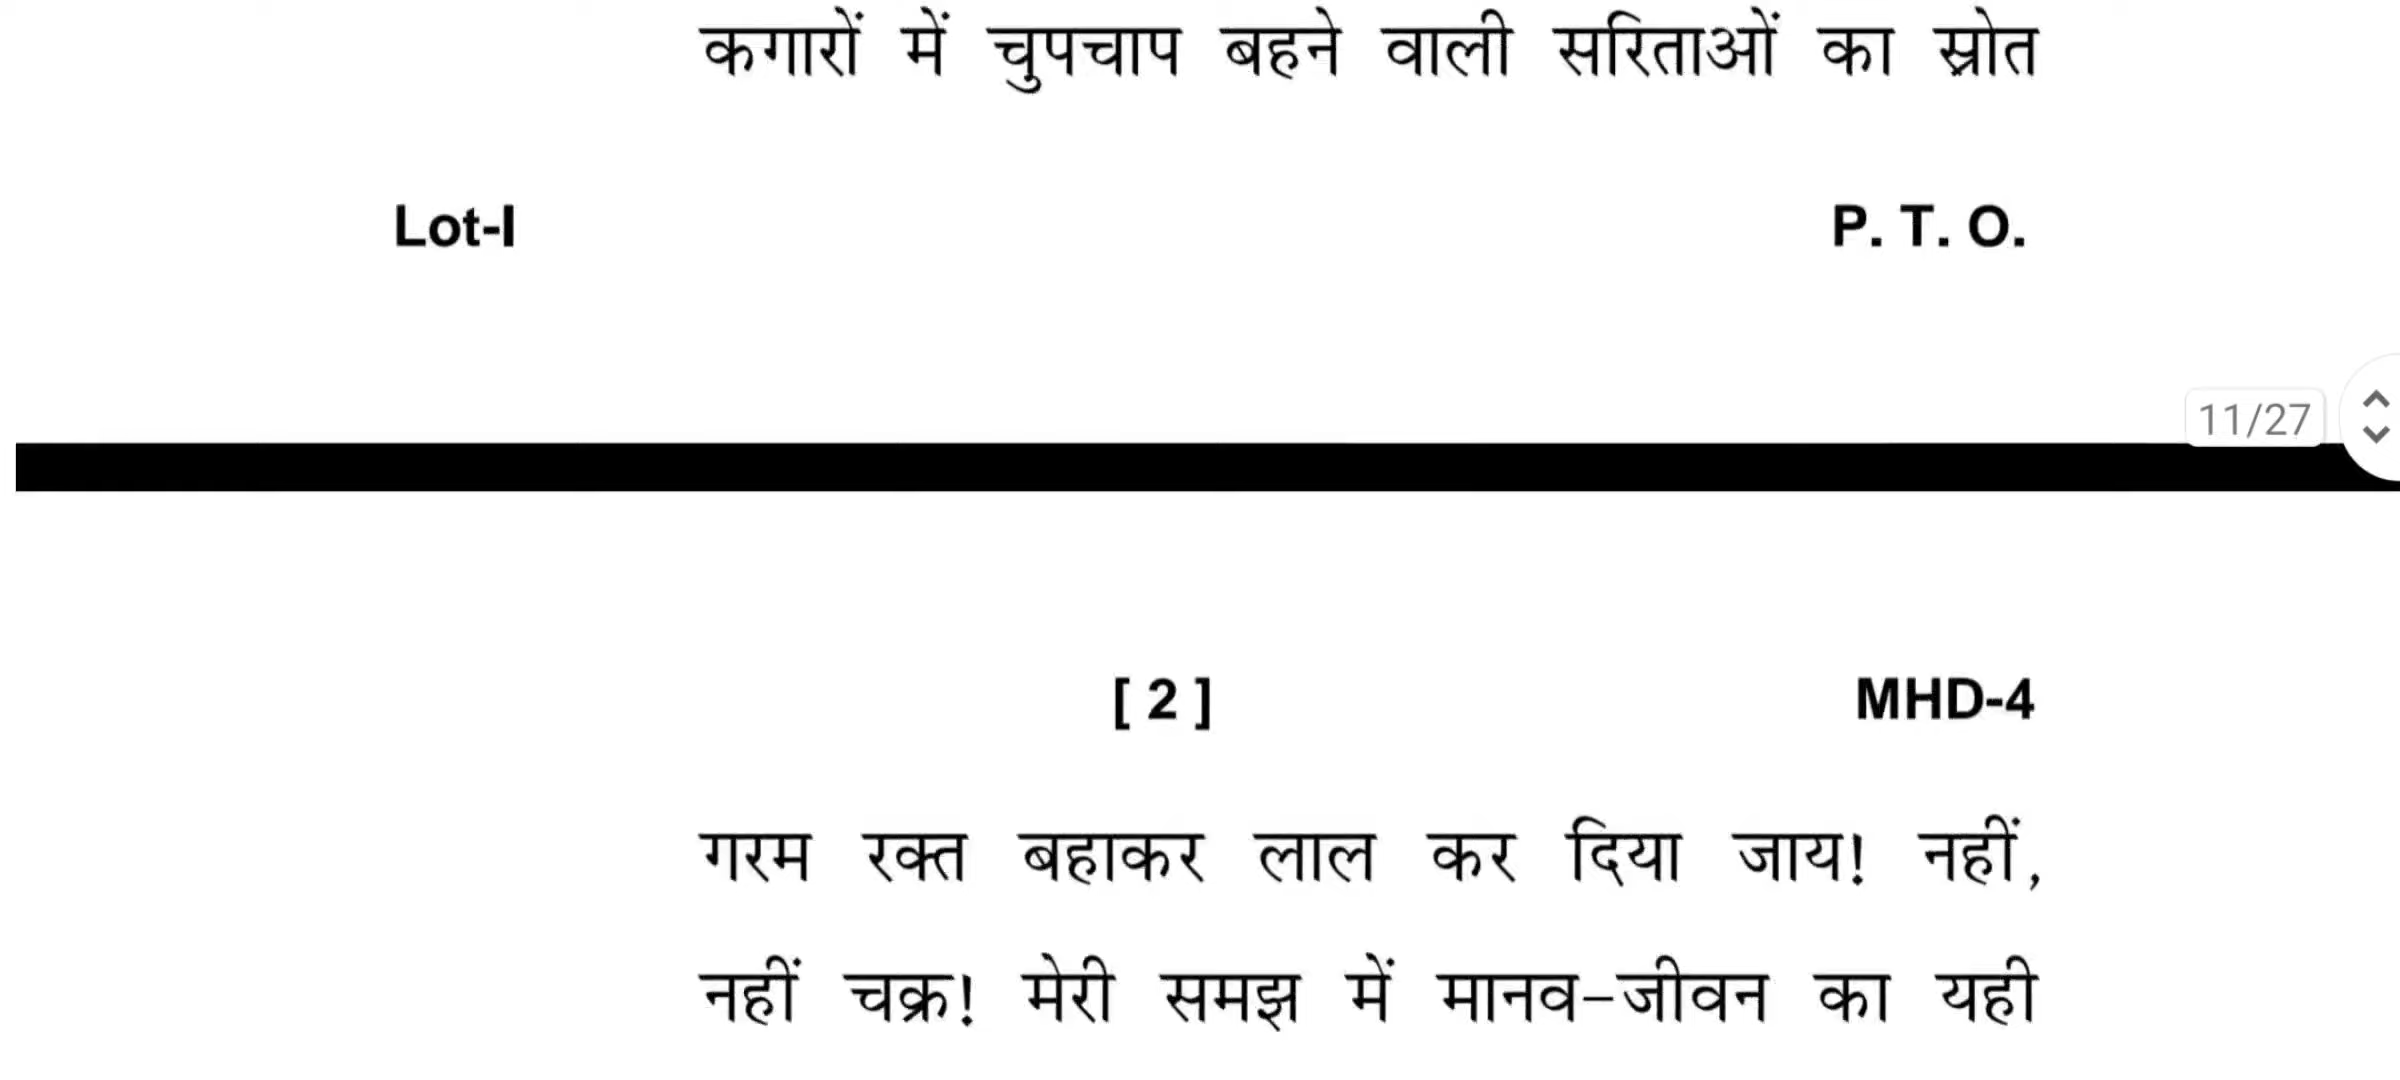 कगारों में चुपचाप बहने वाली सरिताओं का स्रोत
Lot-I P. T. O.
11/27
[ 2 ] MHD-4
गरम रक्त बहाकर लाल कर दिया जाय! नहीं,
नहीं चक्र! मेरी समझ में मानव-जीवन का यही